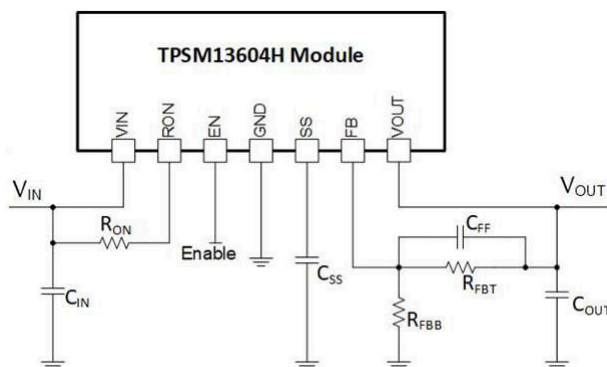 TPSM13604H Module
VIN
RON
EN
GND
SS
FB
VOUT
VIN
VOUT
RON
CFF
Enable
CSS
RFBT
CIN
RFBB
COUT